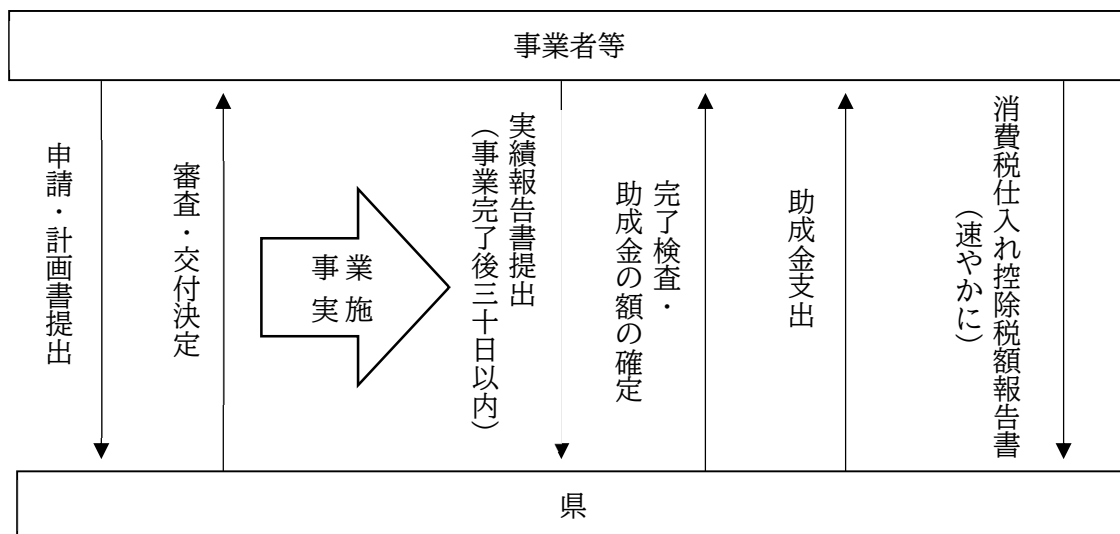 事業者等
申請・計画書提出
審査・交付決定
事業
実施
実績報告書提出
（事業完了後三十日以内）
完了検査・
助成金の額の確定
助成金支出
消費税仕入れ控除税額報告書
（速やかに）
県